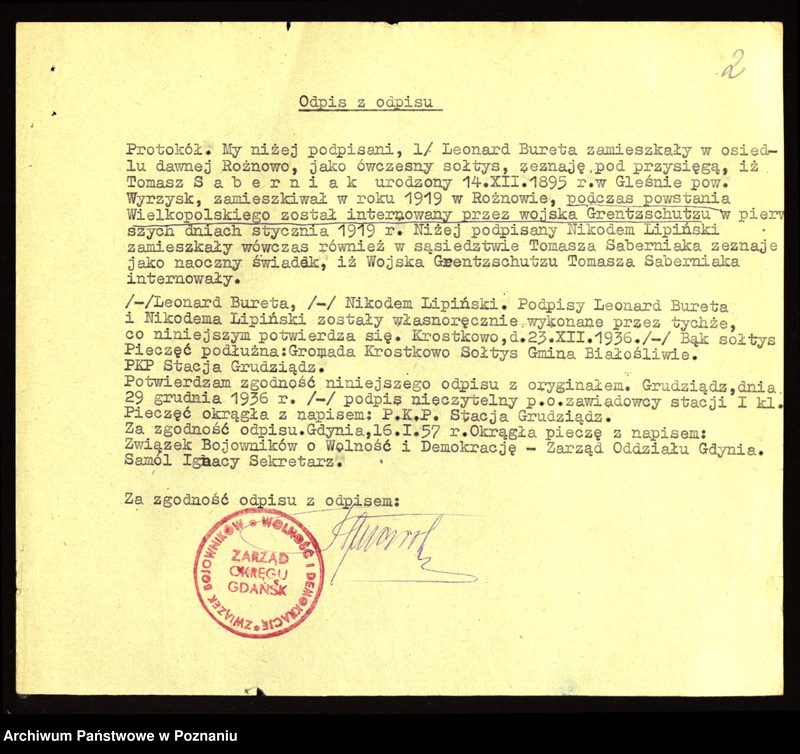 2
Odpis z odpisu
Protokół. My niżej podpisani, 1/ Leonard Bureta zamieszkały w osied-
lu dawnej Rożnowo, jako ówczesny sołtys, zeznaję pod przysięgą, iż
Tomasz S a b e r n i a k urodzony 14.XII.1895 r.w Gleśnie pow.
Wyrzysk, zamieszkiwał w roku 1919 w Rożnowie, podczas powstania
Wielkopolskiego został internowany przez wojska Grentzschutzu w pierw
szych dniach stycznia 1919 r. Niżej podpisany Nikodem Lipiński
zamieszkały wówczas również w sąsiedztwie Tomasza Saberniaka zeznaje
jako naoczny świadek, iż Wojska Grentzschutzu Tomasza Saberniaka
internowały.
/-/Leonard Bureta, /-/ Nikodem Lipiński. Podpisy Leonard Bureta
i Nikodema Lipiński zostały własnoręcznie wykonane przez tychże,
co niniejszym potwierdza się. Krostkowo,d.23.XII.1936./-/ Bąk sołtys
Pieczęć podłużna:Gromada Krostkowo Sołtys Gmina Białośliwie.
PKP Stacja Grudziądz.
Potwierdzam zgodność niniejszego odpisu z oryginałem. Grudziądz,dnia
29 grudnia 1936 r. /-/ podpis nieczytelny p.o.zawiadowcy stacji I kl.
Pieczęć okrągła z napisem: P.K.P. Stacja Grudziądz.
Za zgodność odpisu.Gdynia,16.I.57 r.Okrągła pieczę z napisem:
Związek Bojowników o Wolność i Demokrację - Zarząd Oddziału Gdynia.
Samól Ignacy Sekretarz.
Za zgodność odpisu z odpisem:
ZWIĄZEK BOJOWNIKÓW o WOLNOŚĆ I DEMOKRACJĘ
ZARZĄD
OKRĘGU
GDAŃSK
Archiwum Państwowe w Poznaniu